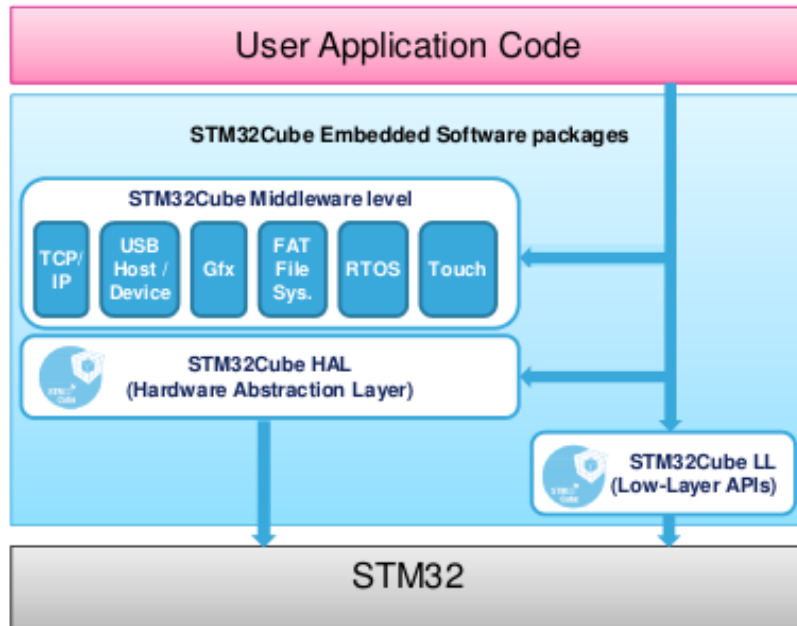 User Application Code
STM32Cube Embedded Software packages
STM32Cube Middleware level
TCP/
IP
USB
Host /
Device
Gfx
FAT
File
Sys.
RTOS
Touch
STM32Cube HAL
(Hardware Abstraction Layer)
STM32Cube LL
(Low-Layer APIs)
STM32